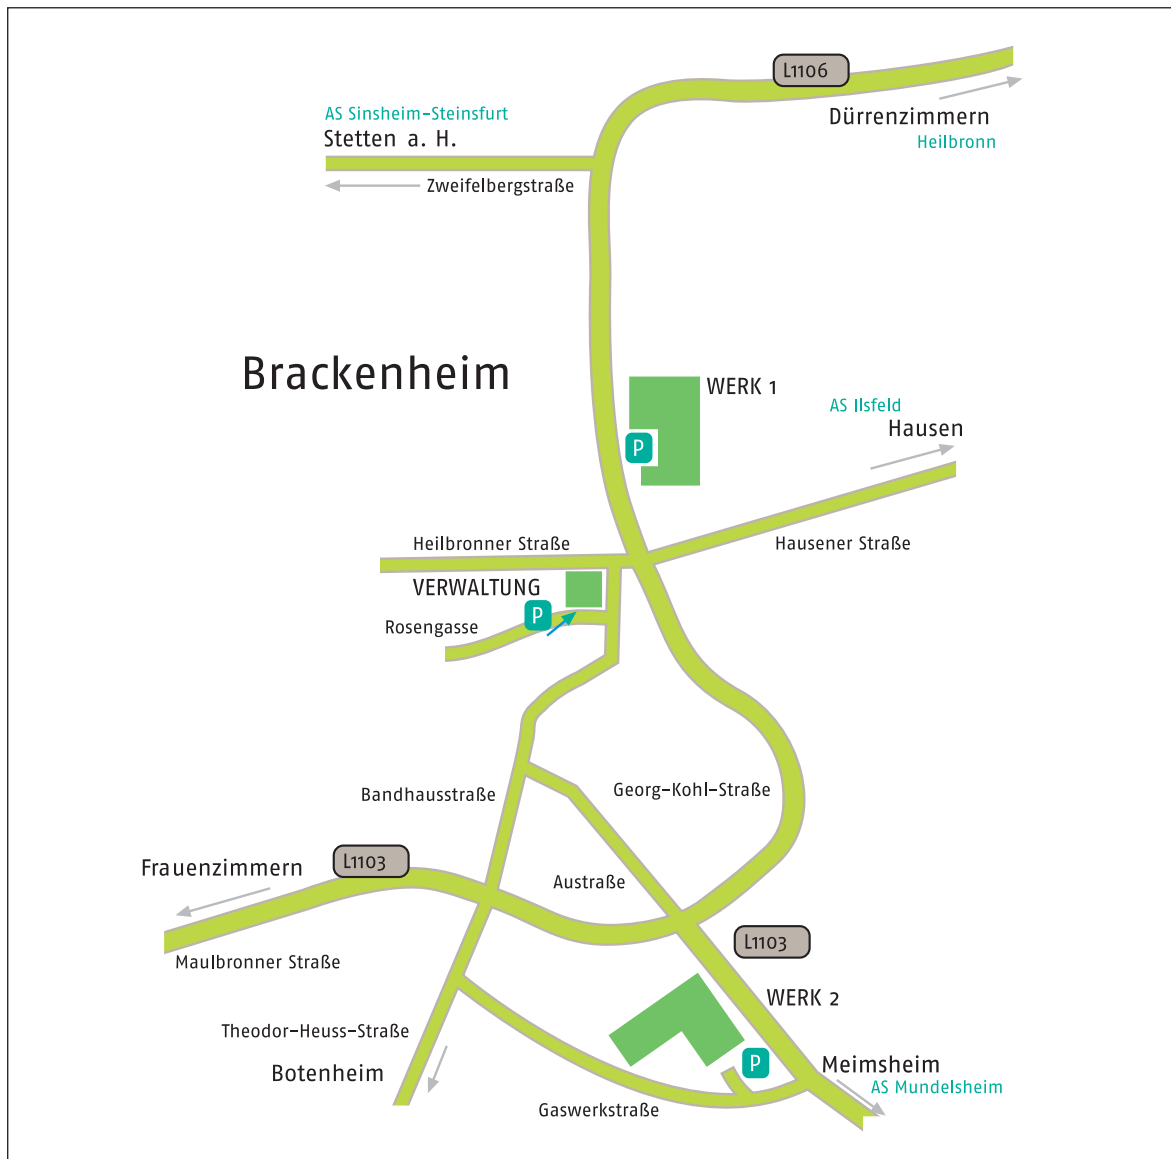 L1106
AS Sinsheim-Steinsfurt
Stetten a. H.
Dürrenzimmern
Heilbronn
Zweifelbergstraße
Brackenheim
WERK 1
AS Ilsfeld
Hausen
P
Heilbronner Straße
Hausener Straße
VERWALTUNG
P
Rosengasse
Bandhausstraße
Georg-Kohl-Straße
Frauenzimmern
L1103
Austraße
L1103
Maulbronner Straße
WERK 2
Theodor-Heuss-Straße
Botenheim
P
Meimsheim
AS Mundelsheim
Gaswerkstraße